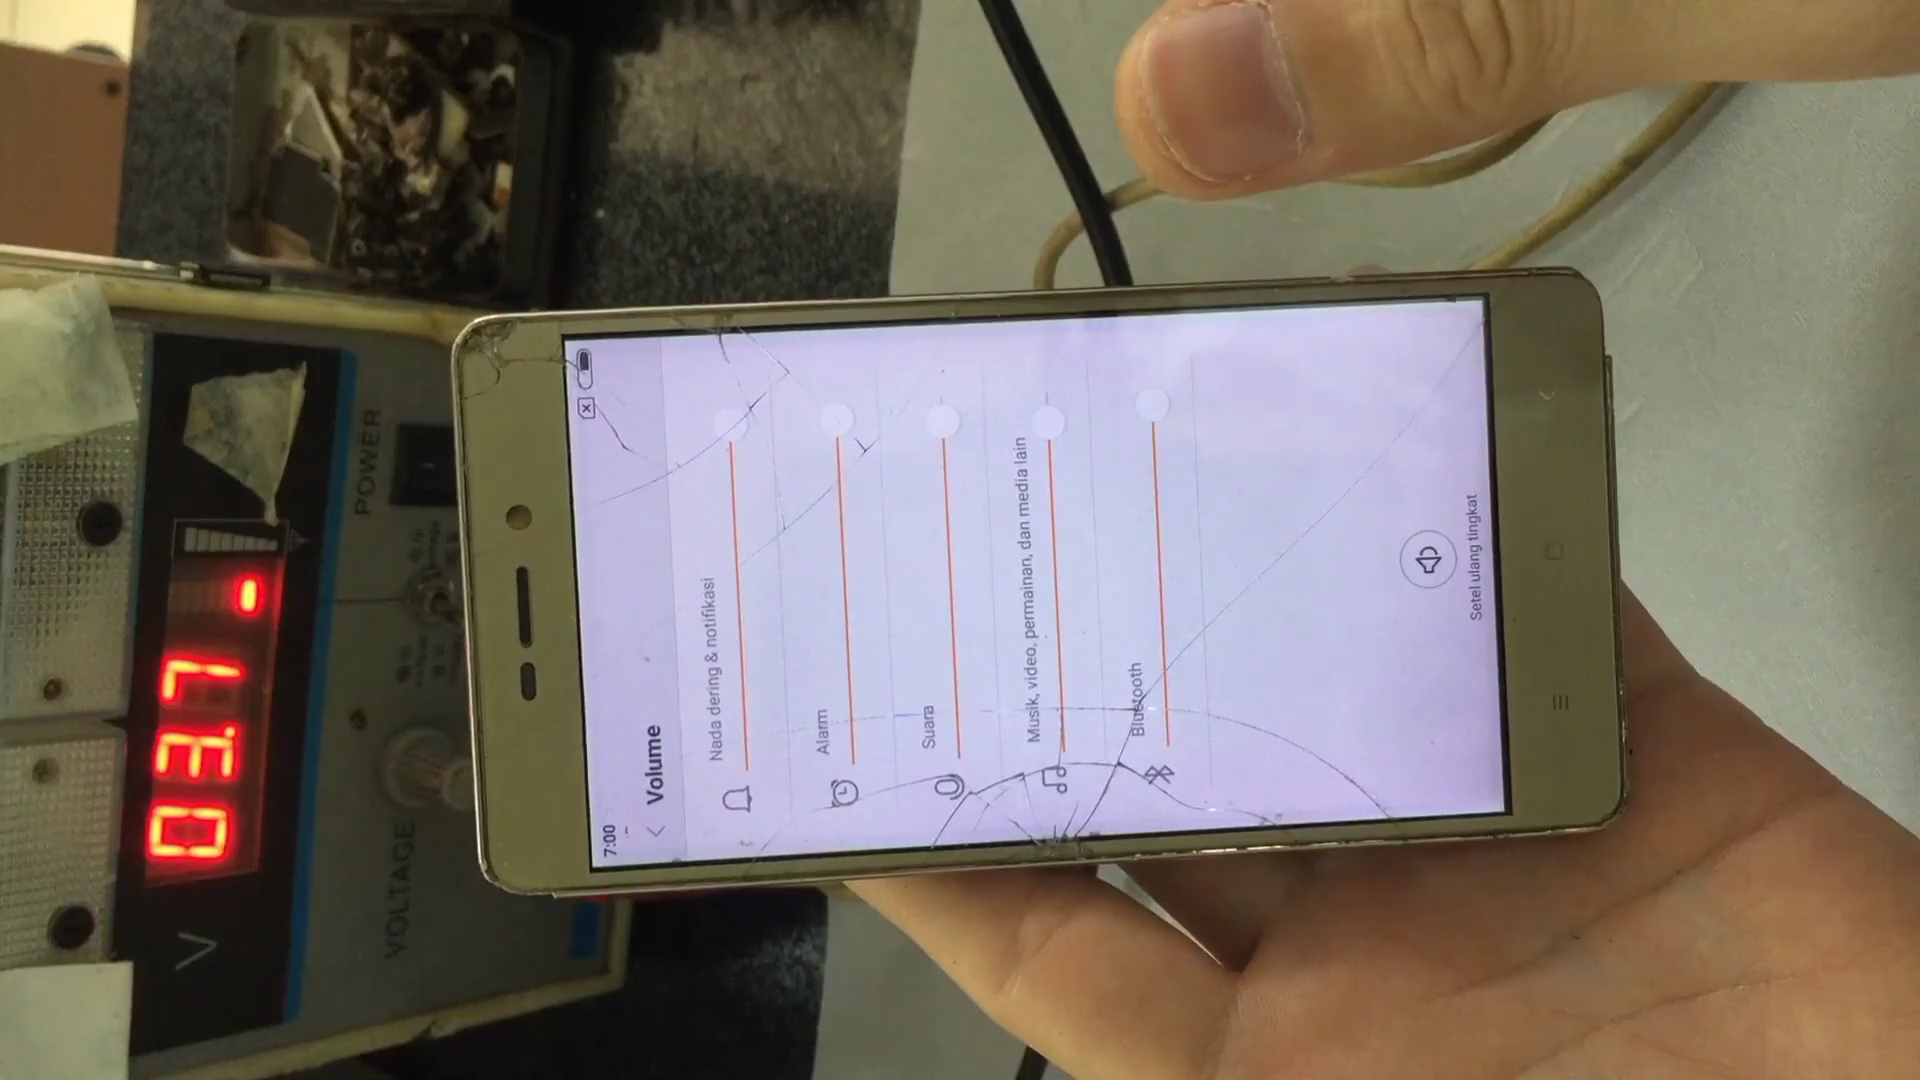 7:00
Volume
Nada dering & notifikasi
Alarm
Suara
Musik, video, permainan, dan media lain
Bluetooth
Setel ulang tingkat
V
VOLTAGE
POWER